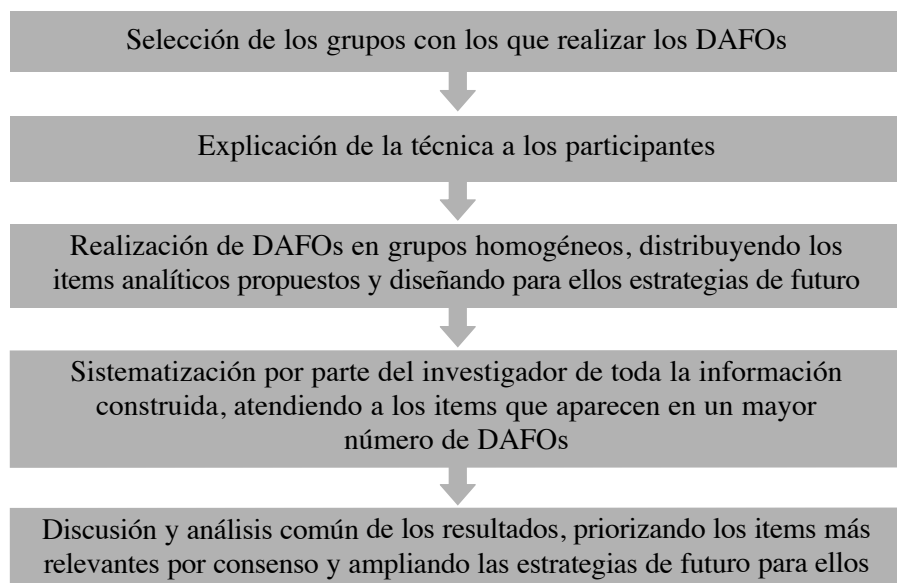 Selección de los grupos con los que realizar los DAFOs
Explicación de la técnica a los participantes
Realización de DAFOs en grupos homogéneos, distribuyendo los
items analíticos propuestos y diseñando para ellos estrategias de futuro
Sistematización por parte del investigador de toda la información
construida, atendiendo a los items que aparecen en un mayor
número de DAFOs
Discusión y análisis común de los resultados, priorizando los items más
relevantes por consenso y ampliando las estrategias de futuro para ellos